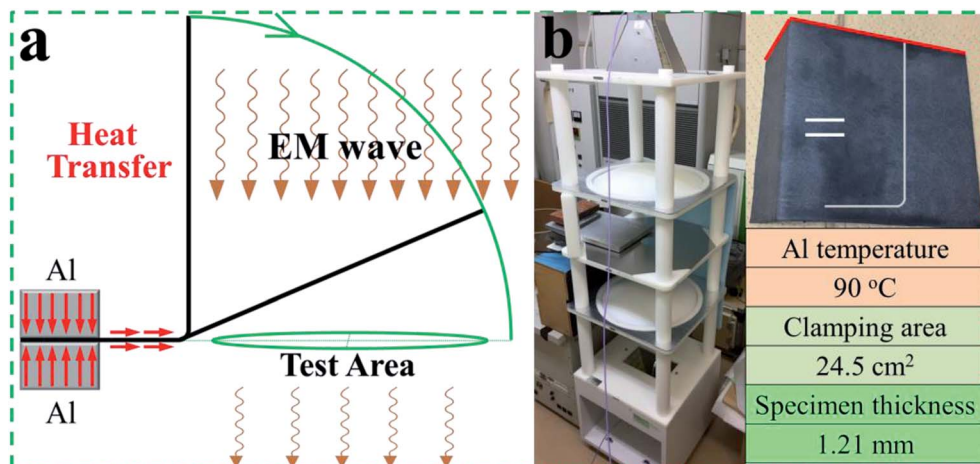 a
Heat
Transfer
EM wave
Al
Test Area
Al
b
Al temperature
90 °C
Clamping area
24.5 cm²
Specimen thickness
1.21 mm